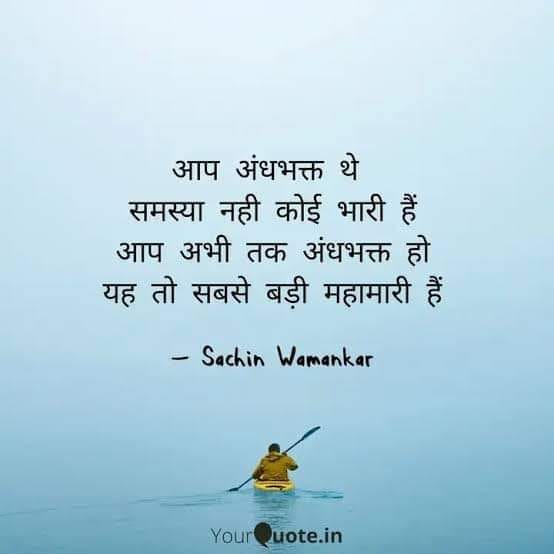 आप अंधभक्त थे
समस्या नही कोई भारी हैं
आप अभी तक अंधभक्त हो
यह तो सबसे बड़ी महामारी हैं
— Sachin Wamankar
YourQuote.in